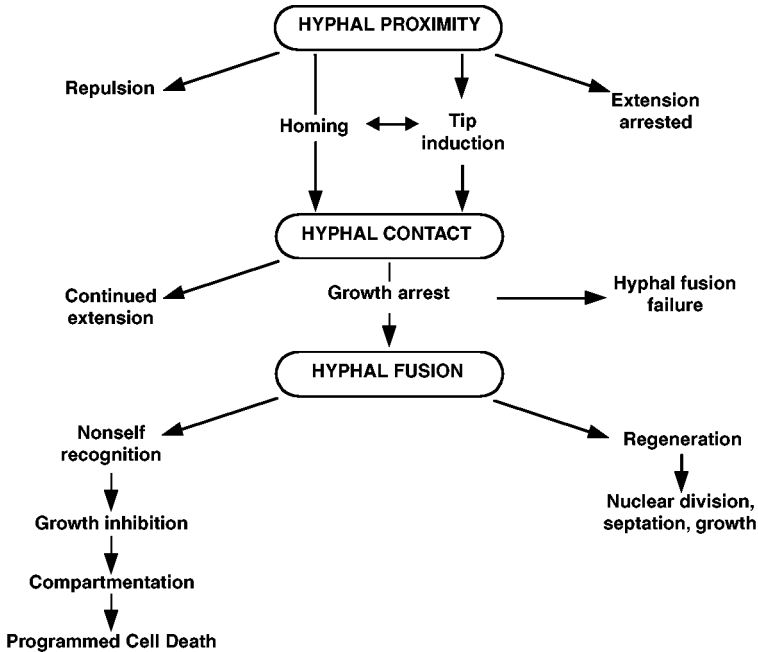 HYPHAL PROXIMITY
Repulsion
Extension
arrested
Homing
Tip
induction
HYPHAL CONTACT
Continued
extension
Growth arrest
Hyphal fusion
failure
HYPHAL FUSION
Nonself
recognition
Regeneration
Growth inhibition
Nuclear division,
septation, growth
Compartmentation
Programmed Cell Death